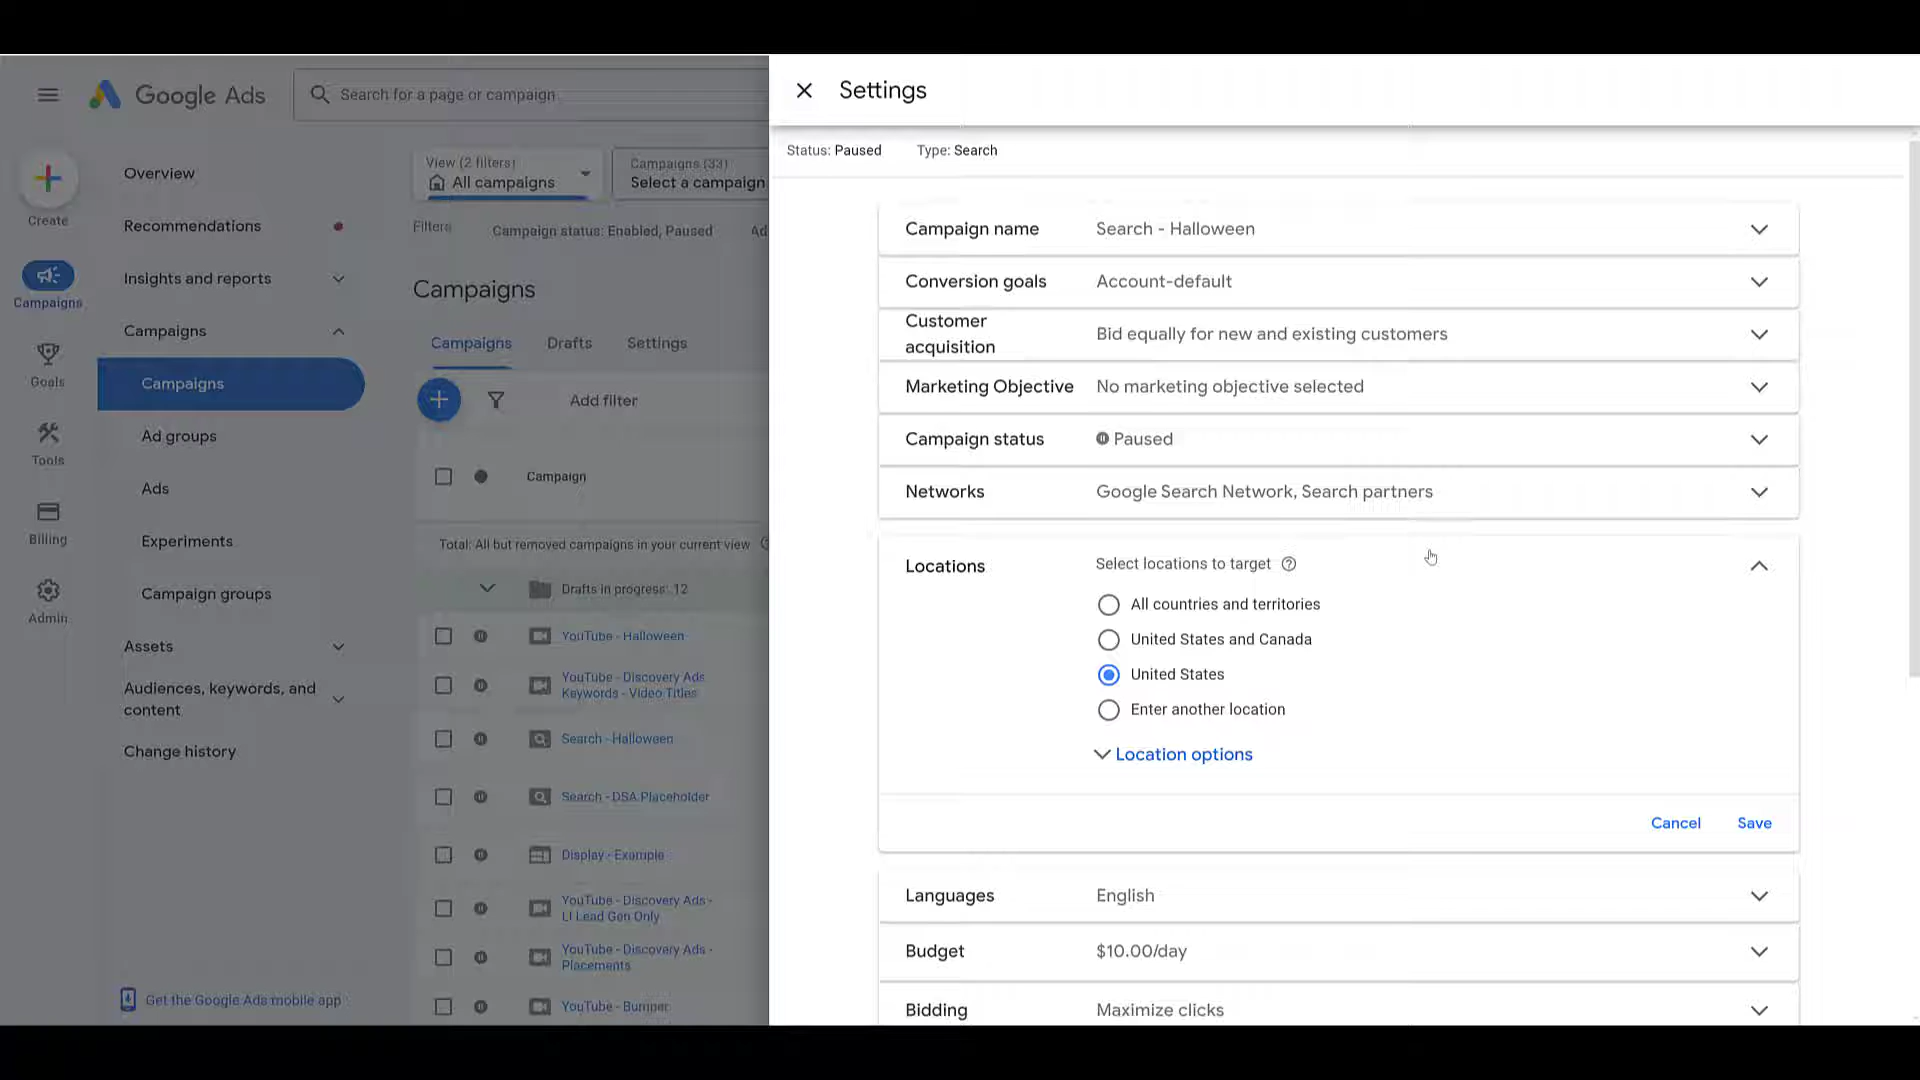 Google Ads
Search for a page or campaign
Create
Campaigns
Goals
Tools
Billing
Admin
Overview
Recommendations
Insights and reports
Campaigns
Campaigns
Ad groups
Ads
Experiments
Campaign groups
Assets
Audiences, keywords, and
content
Change history
Get the Google Ads mobile app
View (2 filters)
All campaigns
Campaigns (33)
Select a campaign
Filters
Campaign status: Enabled, Paused
Ad
Campaigns
Campaigns
Drafts
Settings
Add filter
Campaign
Total: All but removed campaigns in your current view
Drafts in progress: 12
YouTube - Halloween
YouTube - Discovery Ads
Keywords - Video Titles
Search - Halloween
Search - DSA Placeholder
Display - Example
YouTube - Discovery Ads -
LI Lead Gen Only
YouTube - Discovery Ads -
Placements
YouTube - Bumper
Settings
Status: Paused
Type: Search
Campaign name
Search - Halloween
Conversion goals
Account-default
Customer
acquisition
Bid equally for new and existing customers
Marketing Objective
No marketing objective selected
Campaign status
Paused
Networks
Google Search Network, Search partners
Locations
Select locations to target
All countries and territories
United States and Canada
United States
Enter another location
Location options
Cancel
Save
Languages
English
Budget
$10.00/day
Bidding
Maximize clicks